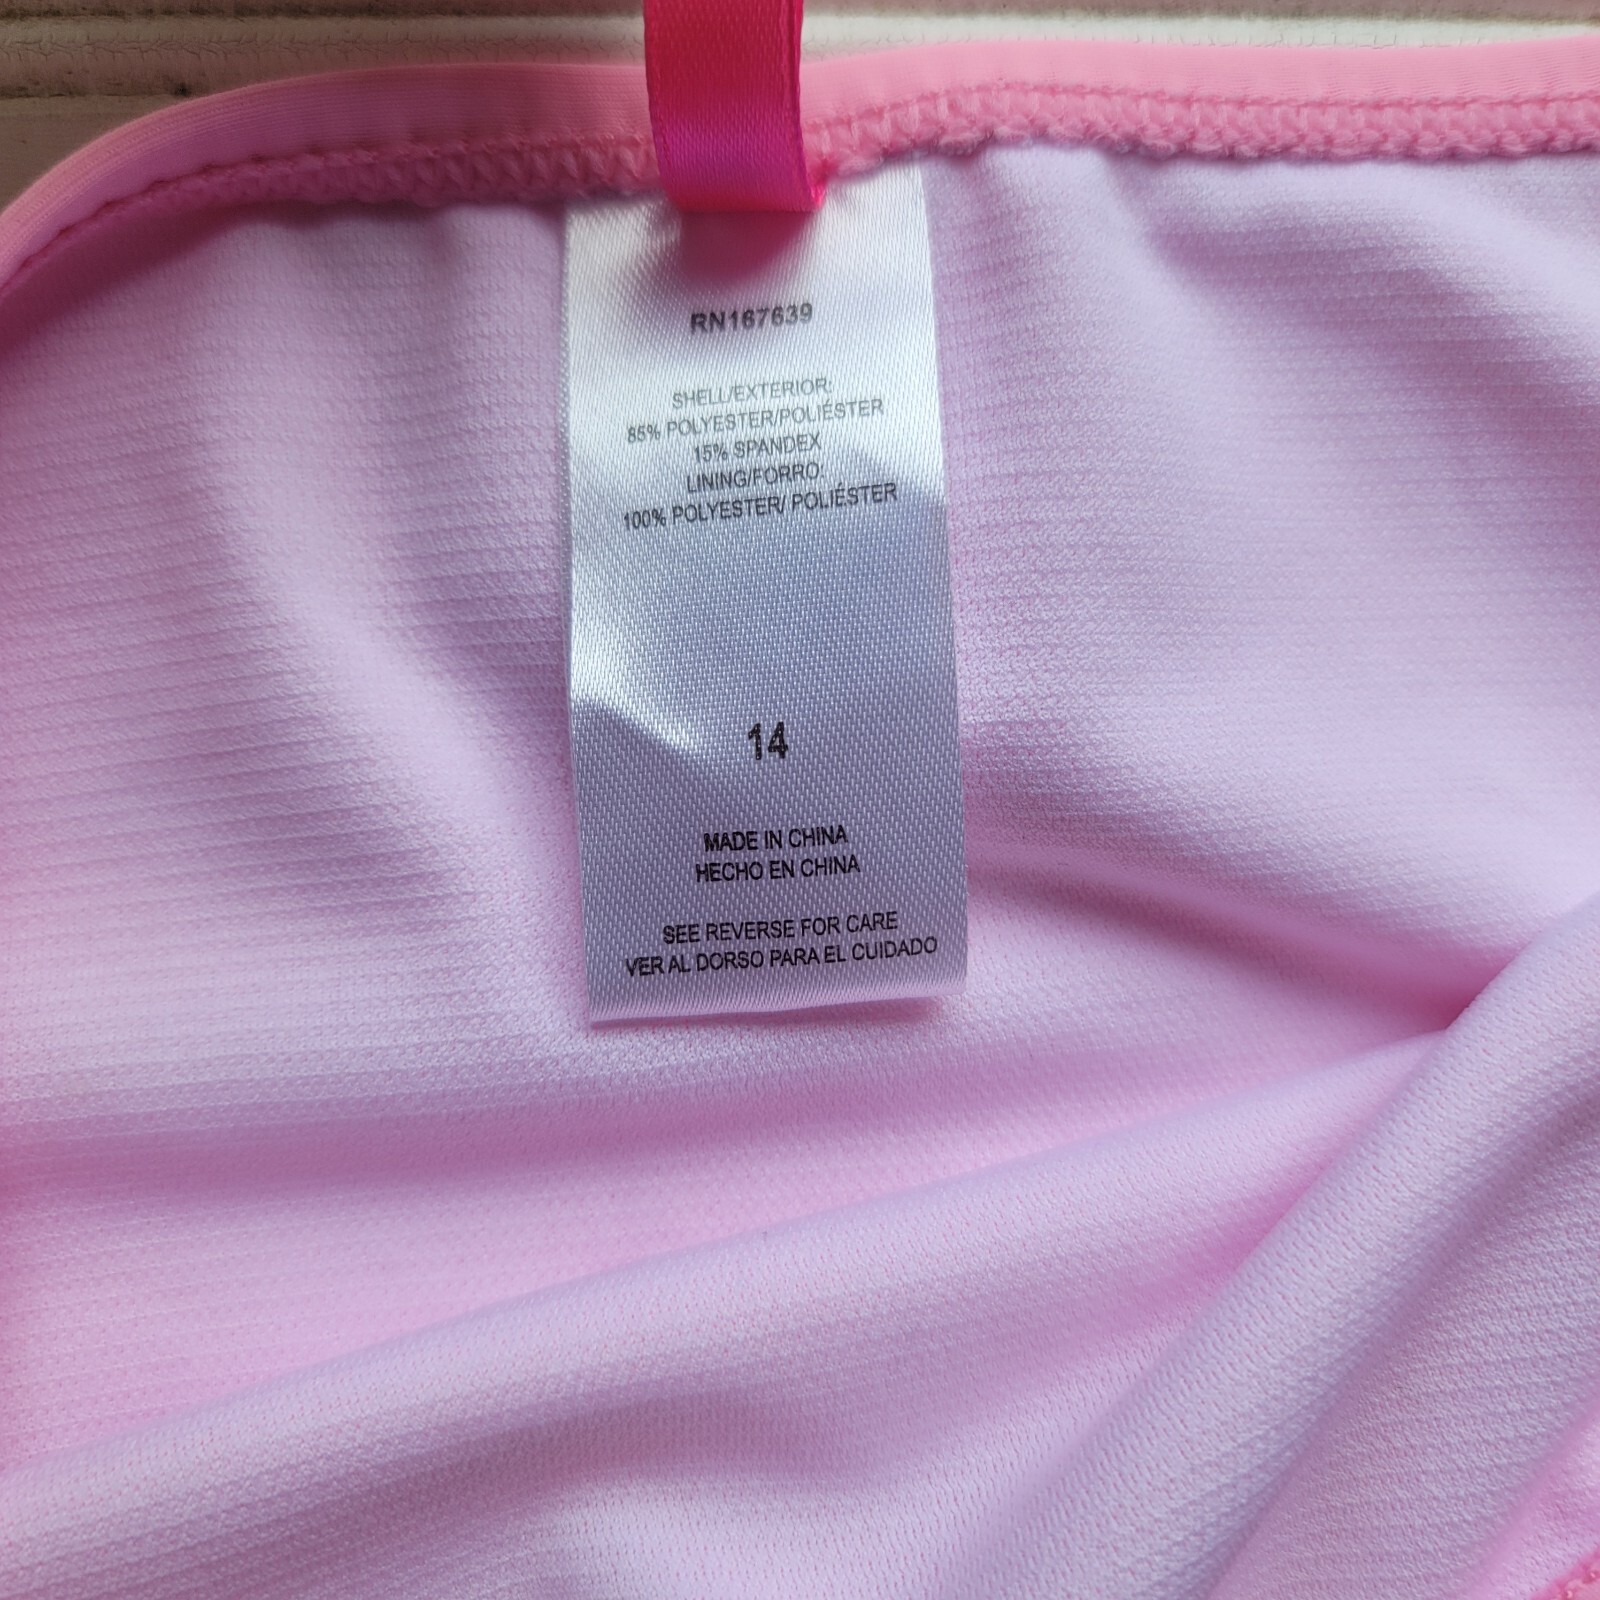 RN167639
SHELL/EXTERIOR:
85% POLYESTER/POLIÉSTER
15% SPANDEX
LINING/FORRO:
100% POLYESTER/ POLIÉSTER
14
MADE IN CHINA
HECHO EN CHINA
SEE REVERSE FOR CARE
VER AL DORSO PARA EL CUIDADO